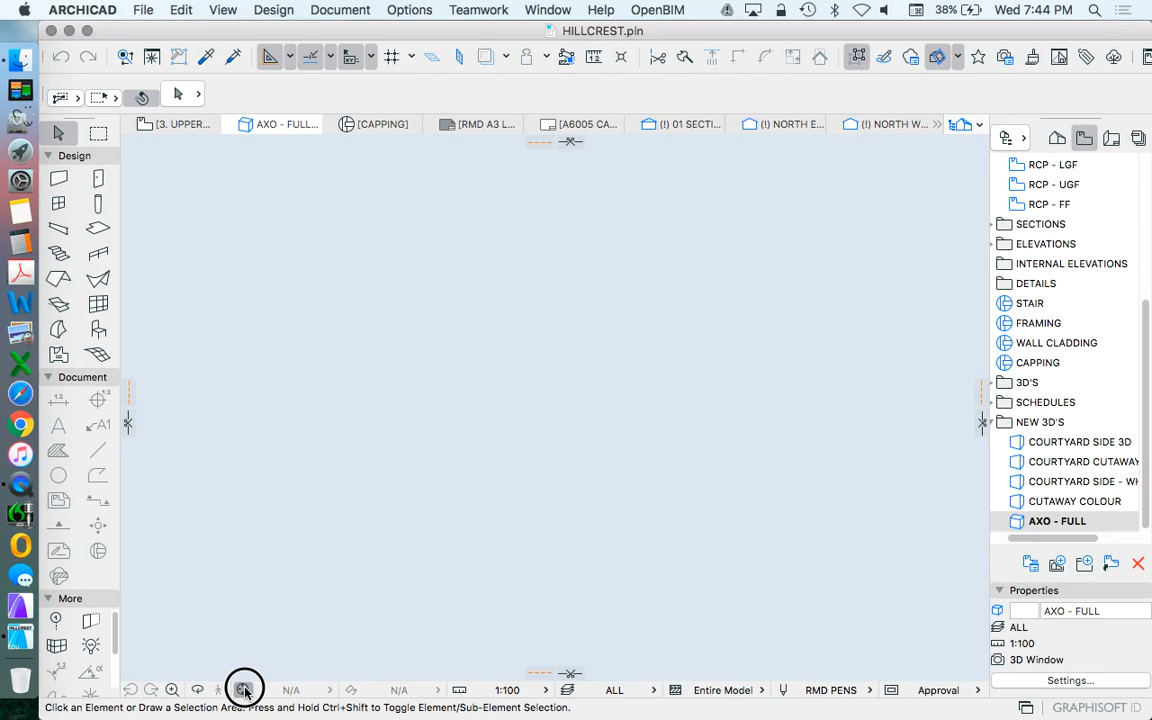 ARCHICAD File Edit View Design Document Options Teamwork Window Help OpenBIM 38% Wed 7:44 PM
HILLCREST.pln
[3. UPPER... AXO - FULL... [CAPPING] [RMD A3 L... [A6005 CA... (!) 01 SECTI... (!) NORTH E... (!) NORTH W...
Design
Document
More
RCP - LGF
RCP - UGF
RCP - FF
SECTIONS
ELEVATIONS
INTERNAL ELEVATIONS
DETAILS
STAIR
FRAMING
WALL CLADDING
CAPPING
3D'S
SCHEDULES
NEW 3D'S
COURTYARD SIDE 3D
COURTYARD CUTAWAY
COURTYARD SIDE - WH
CUTAWAY COLOUR
AXO - FULL
Properties
AXO - FULL
ALL
1:100
3D Window
Settings...
N/A N/A 1:100 ALL Entire Model RMD PENS Approval
Click an Element or Draw a Selection Area. Press and Hold Ctrl+Shift to Toggle Element/Sub-Element Selection.
GRAPHISOFT ID